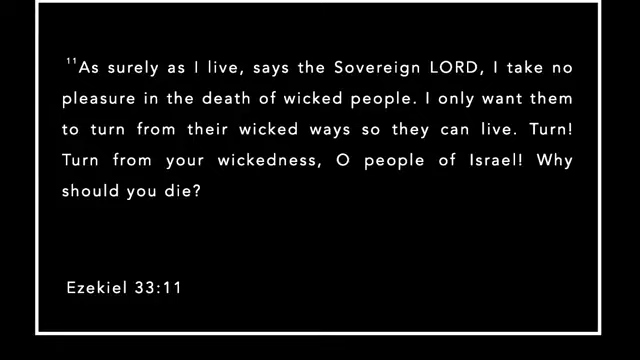 11As surely as I live, says the Sovereign LORD, I take no
pleasure in the death of wicked people. I only want them
to turn from their wicked ways so they can live. Turn!
Turn from your wickedness, O people of Israel! Why
should you die?
Ezekiel 33:11